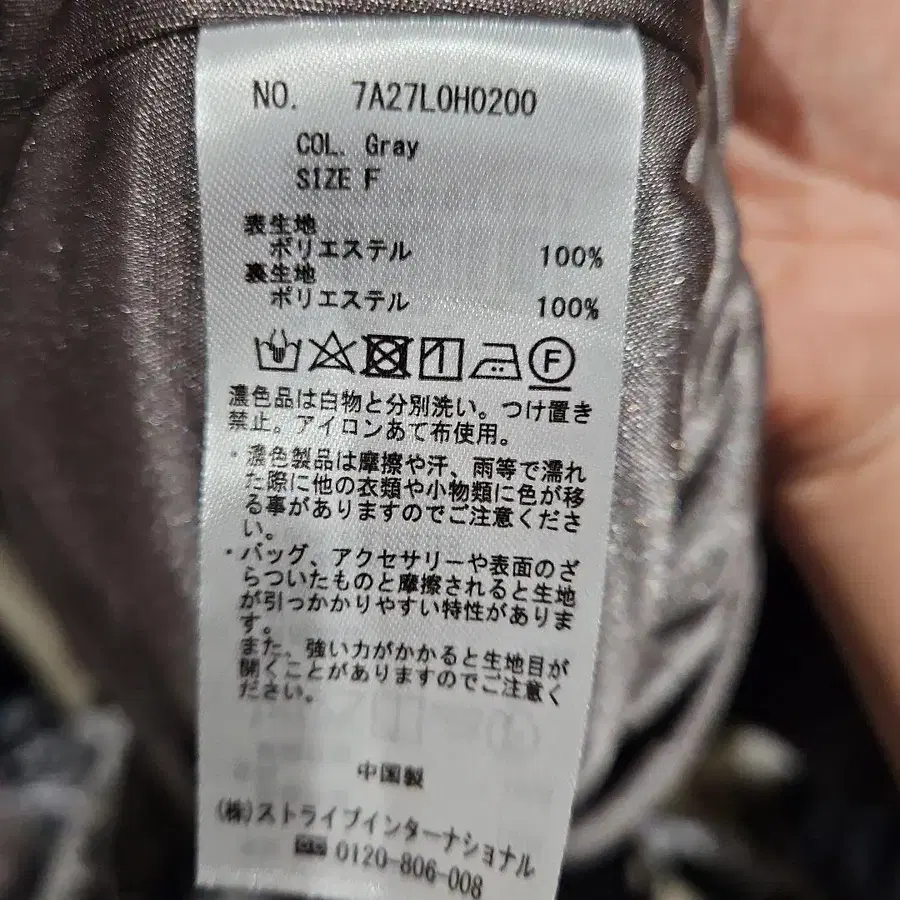 NO. 7A27L0H0200
COL. Gray
SIZE F
表生地
ポリエステル 100%
裏生地
ポリエステル 100%
F
濃色品は白物と分別洗い。つけ置き
禁止。アイロンあて布使用。
・濃色製品は摩擦や汗、雨等で濡れ
た際に他の衣類や小物類に色が移
る事がありますのでご注意くださ
い。
・バッグ、アクセサリーや表面のざ
らついたものと摩擦されると生地
が引っかかりやすい特性がありま
す。
また、強い力がかかると生地目が
開くことがありますのでご注意く
ださい。
中国製
(株)ストライプインターナショナル
0120-806-008